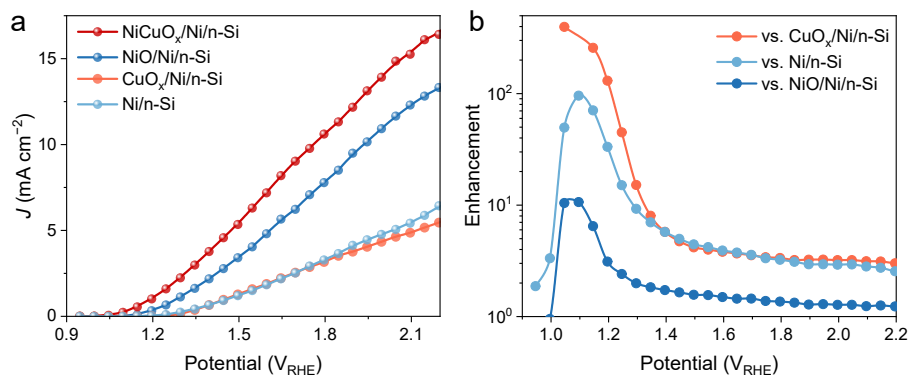 a
NiCuOₓ/Ni/n-Si
NiO/Ni/n-Si
CuOₓ/Ni/n-Si
Ni/n-Si
J (mA cm⁻²)
15
10
5
0
0.9 1.2 1.5 1.8 2.1
Potential (V_RHE)
b
vs. CuOₓ/Ni/n-Si
vs. Ni/n-Si
vs. NiO/Ni/n-Si
Enhancement
10³
10²
10¹
10⁰
1.0 1.2 1.4 1.6 1.8 2.0 2.2
Potential (V_RHE)